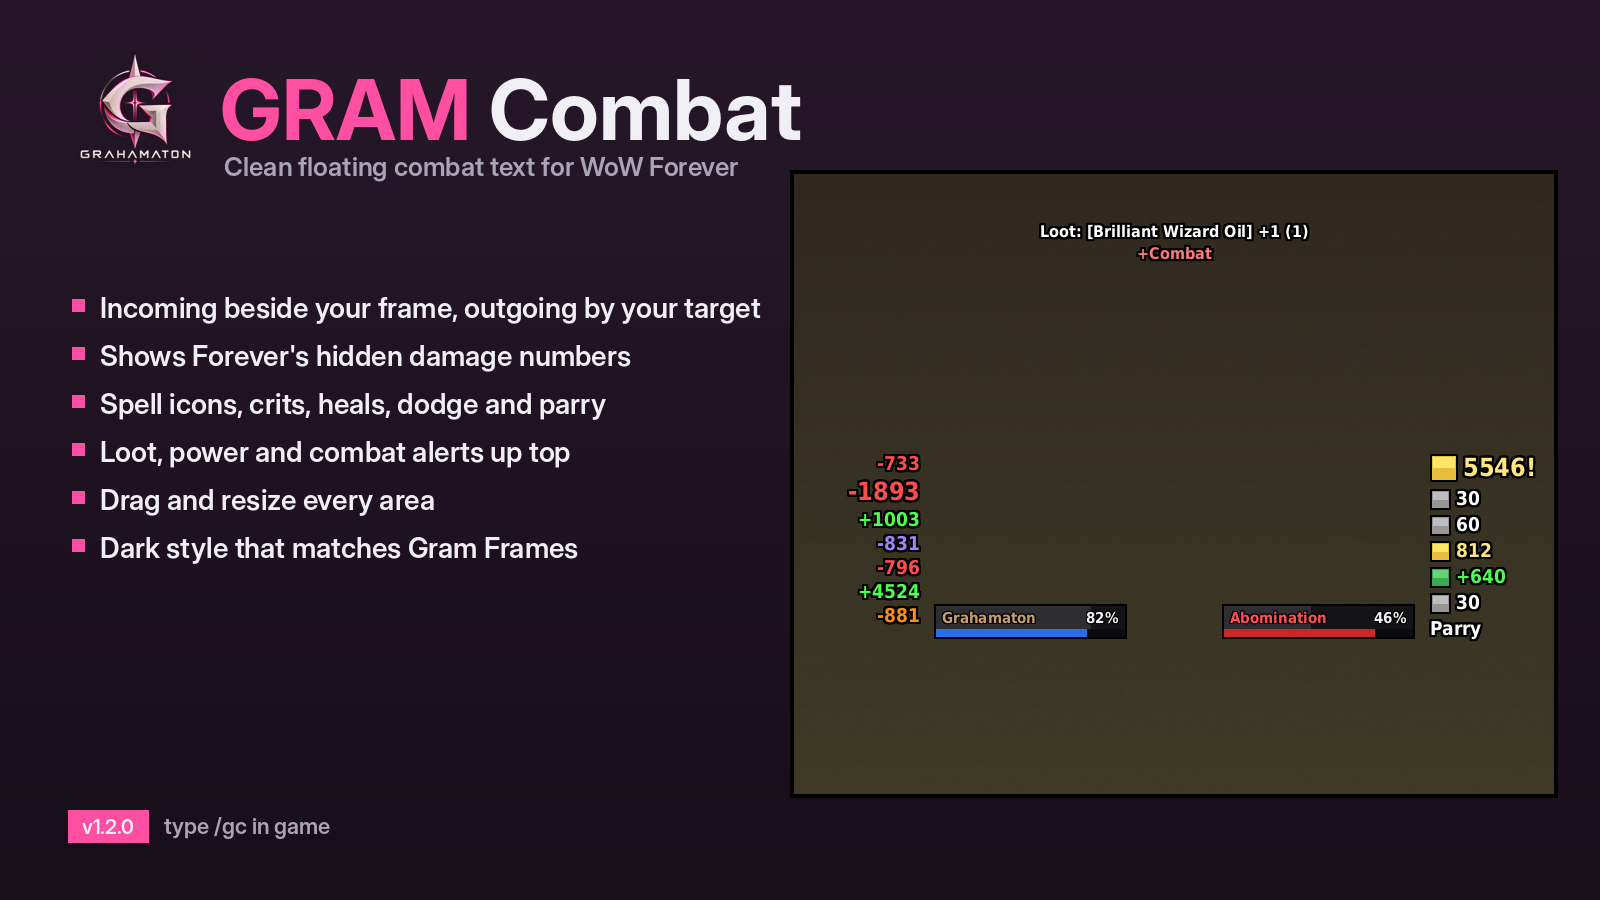 GRAHAMATON
GRAM Combat
Clean floating combat text for WoW Forever
Incoming beside your frame, outgoing by your target
Shows Forever's hidden damage numbers
Spell icons, crits, heals, dodge and parry
Loot, power and combat alerts up top
Drag and resize every area
Dark style that matches Gram Frames
v1.2.0 type /gc in game
Loot: [Brilliant Wizard Oil] +1 (1)
+Combat
-733
-1893
+1003
-831
-796
+4524
-881
Grahamaton 82%
Abomination 46%
5546!
30
60
812
+640
30
Parry